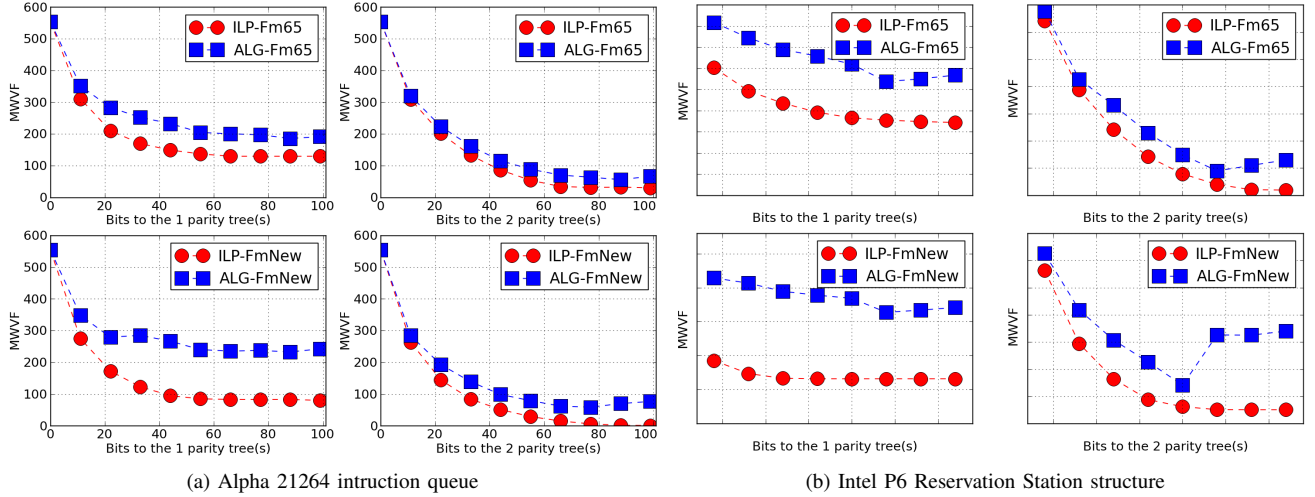 600
500
400
300
200
100
0
MWVF
ILP-Fm65
ALG-Fm65
0 20 40 60 80 100
Bits to the 1 parity tree(s)
600
500
400
300
200
100
0
MWVF
ILP-Fm65
ALG-Fm65
0 20 40 60 80 100
Bits to the 2 parity tree(s)
MWVF
ILP-Fm65
ALG-Fm65
Bits to the 1 parity tree(s)
MWVF
ILP-Fm65
ALG-Fm65
Bits to the 2 parity tree(s)
600
500
400
300
200
100
0
MWVF
ILP-FmNew
ALG-FmNew
0 20 40 60 80 100
Bits to the 1 parity tree(s)
600
500
400
300
200
100
0
MWVF
ILP-FmNew
ALG-FmNew
0 20 40 60 80 100
Bits to the 2 parity tree(s)
MWVF
ILP-FmNew
ALG-FmNew
Bits to the 1 parity tree(s)
MWVF
ILP-FmNew
ALG-FmNew
Bits to the 2 parity tree(s)
(a) Alpha 21264 intruction queue
(b) Intel P6 Reservation Station structure